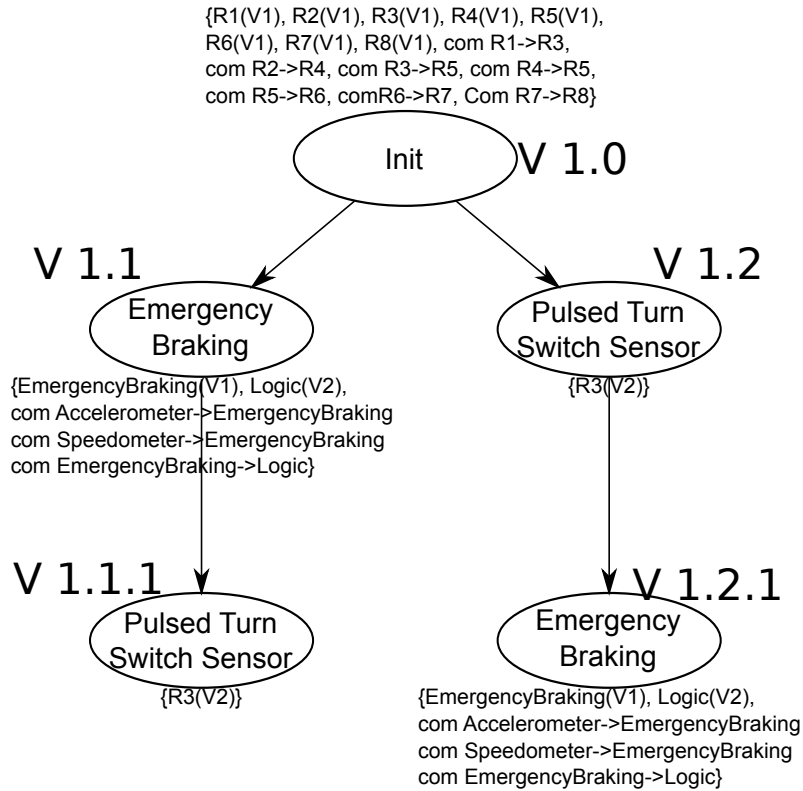 {R1(V1), R2(V1), R3(V1), R4(V1), R5(V1),
R6(V1), R7(V1), R8(V1), com R1->R3,
com R2->R4, com R3->R5, com R4->R5,
com R5->R6, comR6->R7, Com R7->R8}
Init
V 1.0
V 1.1
Emergency
Braking
{EmergencyBraking(V1), Logic(V2),
com Accelerometer->EmergencyBraking
com Speedometer->EmergencyBraking
com EmergencyBraking->Logic}
V 1.2
Pulsed Turn
Switch Sensor
{R3(V2)}
V 1.1.1
Pulsed Turn
Switch Sensor
{R3(V2)}
V 1.2.1
Emergency
Braking
{EmergencyBraking(V1), Logic(V2),
com Accelerometer->EmergencyBraking
com Speedometer->EmergencyBraking
com EmergencyBraking->Logic}